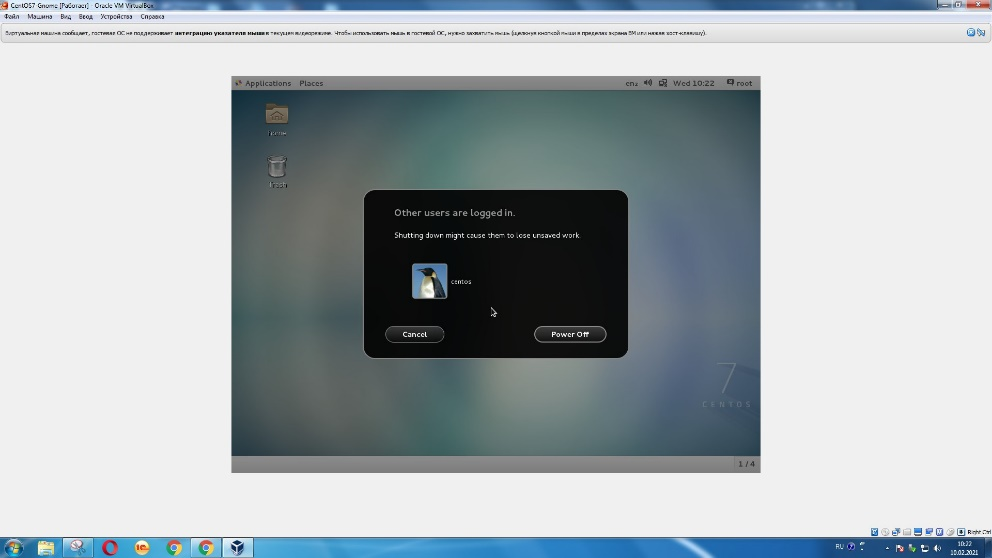 CentOS7 Gnome [Работает] - Oracle VM VirtualBox
Файл Машина Вид Ввод Устройства Справка
Виртуальная машина сообщает, гостевая ОС не поддерживает интеграцию указателя мыши в текущем видеорежиме. Чтобы использовать мышь в гостевой ОС, нужно захватить мышь (щелкнув кнопкой мыши в пределах экрана ВМ или нажав хост-клавишу).
Applications Places en₂ Wed 10:22 root
home
Trash
Other users are logged in.
Shutting down might cause them to lose unsaved work.
centos
Cancel Power Off
7
CENTOS
1 / 4
Right Ctrl
RU 10:22
10.02.2021